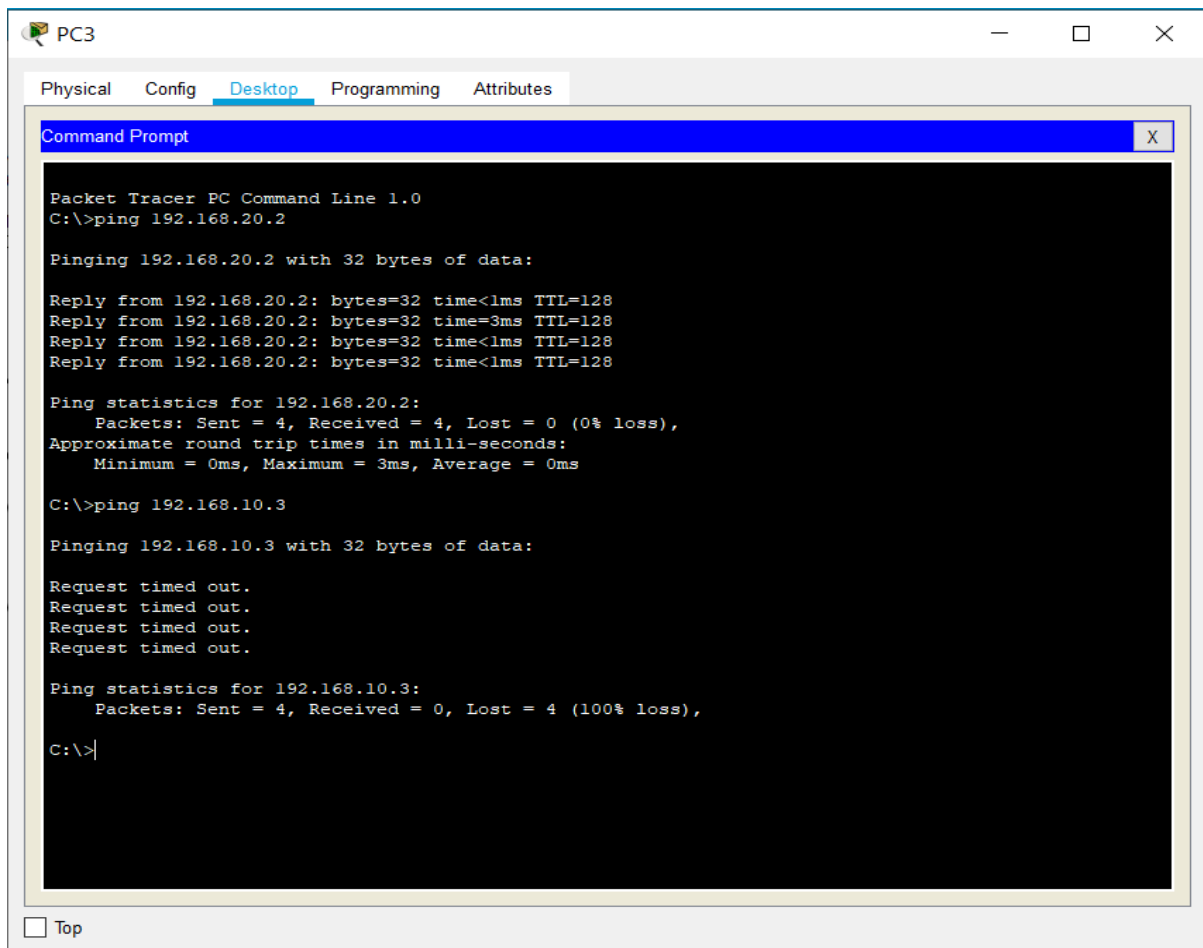 PC3
Physical Config Desktop Programming Attributes
Command Prompt
X
Packet Tracer PC Command Line 1.0
C:\>ping 192.168.20.2
Pinging 192.168.20.2 with 32 bytes of data:
Reply from 192.168.20.2: bytes=32 time<1ms TTL=128
Reply from 192.168.20.2: bytes=32 time=3ms TTL=128
Reply from 192.168.20.2: bytes=32 time<1ms TTL=128
Reply from 192.168.20.2: bytes=32 time<1ms TTL=128
Ping statistics for 192.168.20.2:
    Packets: Sent = 4, Received = 4, Lost = 0 (0% loss),
Approximate round trip times in milli-seconds:
    Minimum = 0ms, Maximum = 3ms, Average = 0ms
C:\>ping 192.168.10.3
Pinging 192.168.10.3 with 32 bytes of data:
Request timed out.
Request timed out.
Request timed out.
Request timed out.
Ping statistics for 192.168.10.3:
    Packets: Sent = 4, Received = 0, Lost = 4 (100% loss),
C:\>
Top